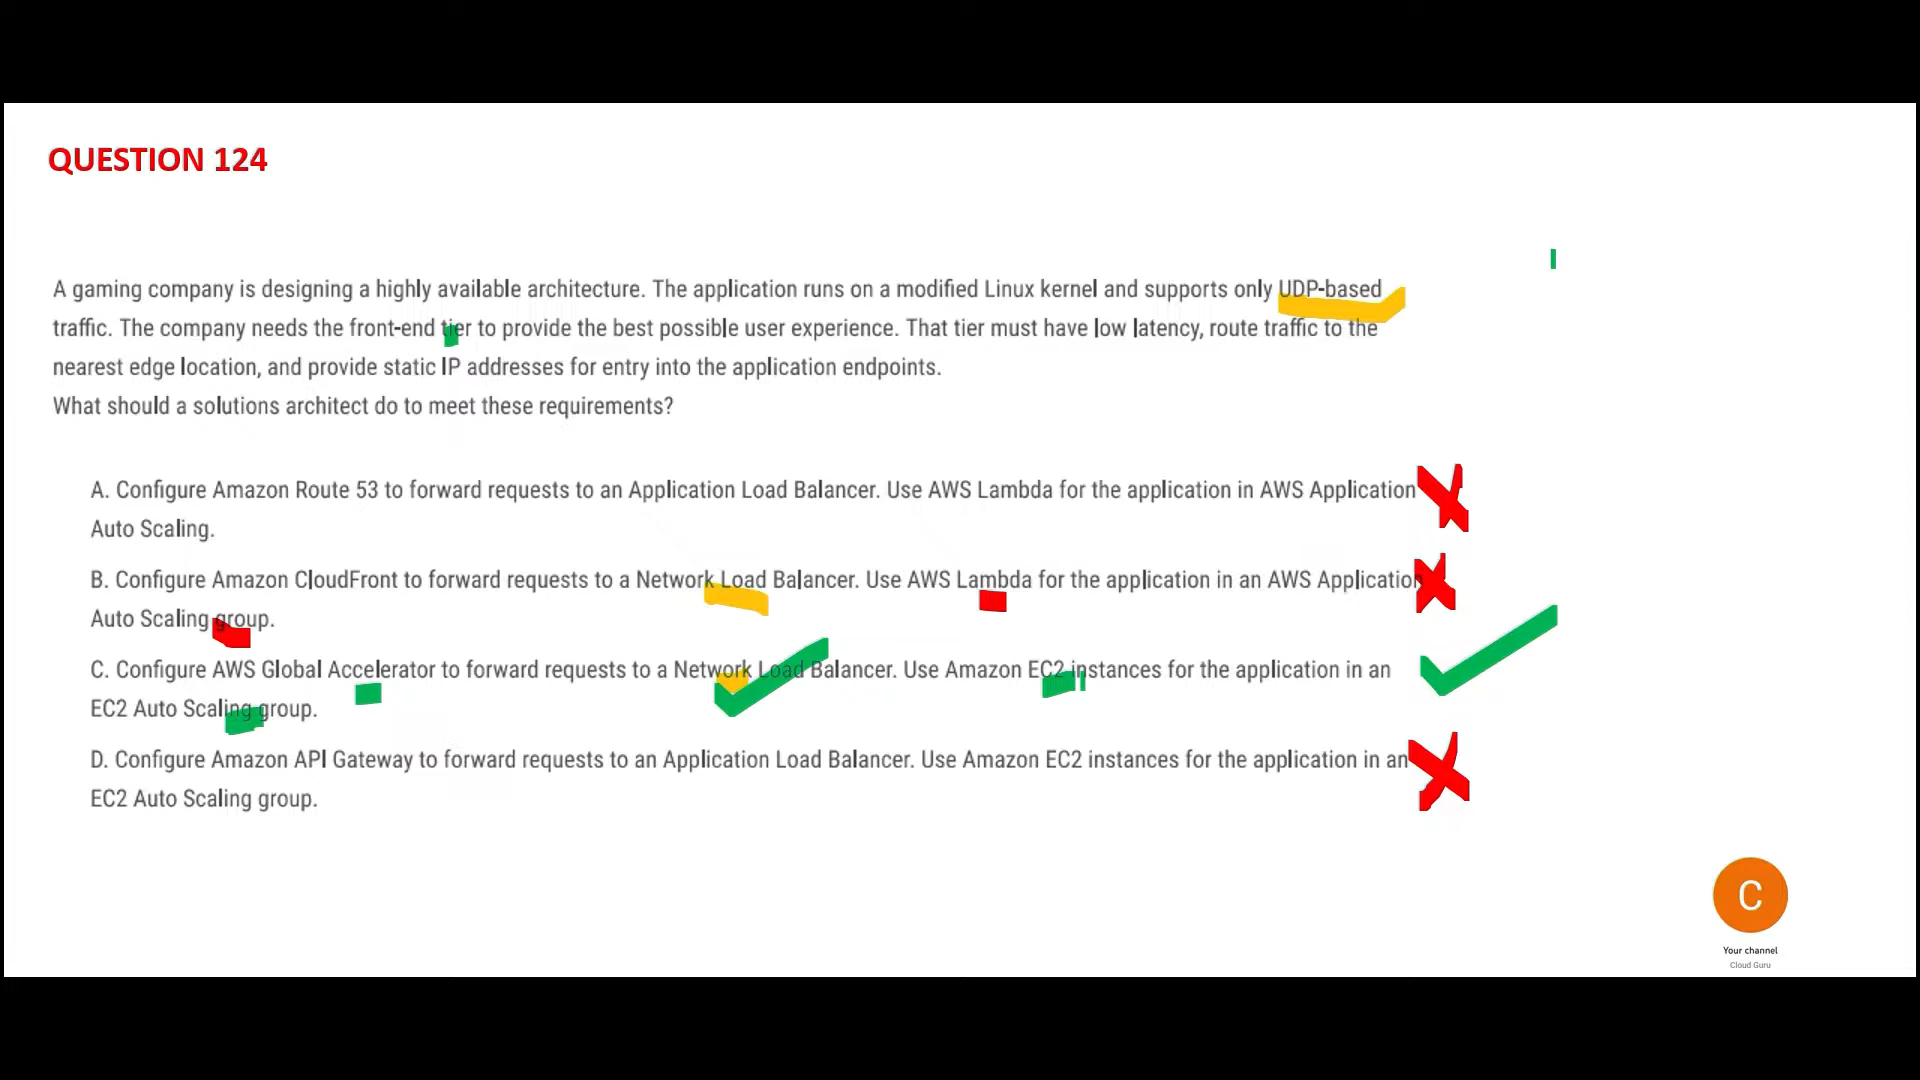 QUESTION 124
A gaming company is designing a highly available architecture. The application runs on a modified Linux kernel and supports only UDP-based
traffic. The company needs the front-end tier to provide the best possible user experience. That tier must have low latency, route traffic to the
nearest edge location, and provide static IP addresses for entry into the application endpoints.
What should a solutions architect do to meet these requirements?
A. Configure Amazon Route 53 to forward requests to an Application Load Balancer. Use AWS Lambda for the application in AWS Application
Auto Scaling.
B. Configure Amazon CloudFront to forward requests to a Network Load Balancer. Use AWS Lambda for the application in an AWS Application
Auto Scaling group.
C. Configure AWS Global Accelerator to forward requests to a Network Load Balancer. Use Amazon EC2 instances for the application in an
EC2 Auto Scaling group.
D. Configure Amazon API Gateway to forward requests to an Application Load Balancer. Use Amazon EC2 instances for the application in an
EC2 Auto Scaling group.
C
Your channel
Cloud Guru